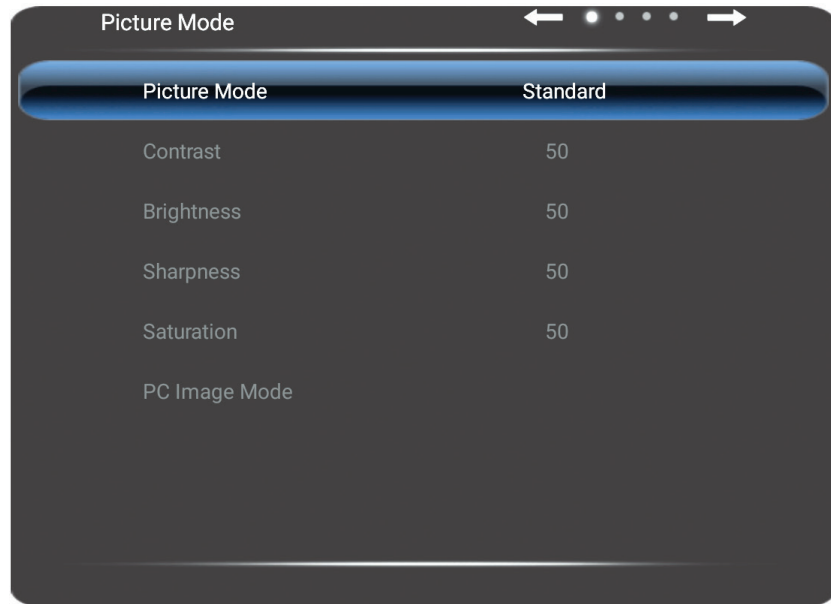 Picture Mode
Picture Mode Standard
Contrast 50
Brightness 50
Sharpness 50
Saturation 50
PC Image Mode